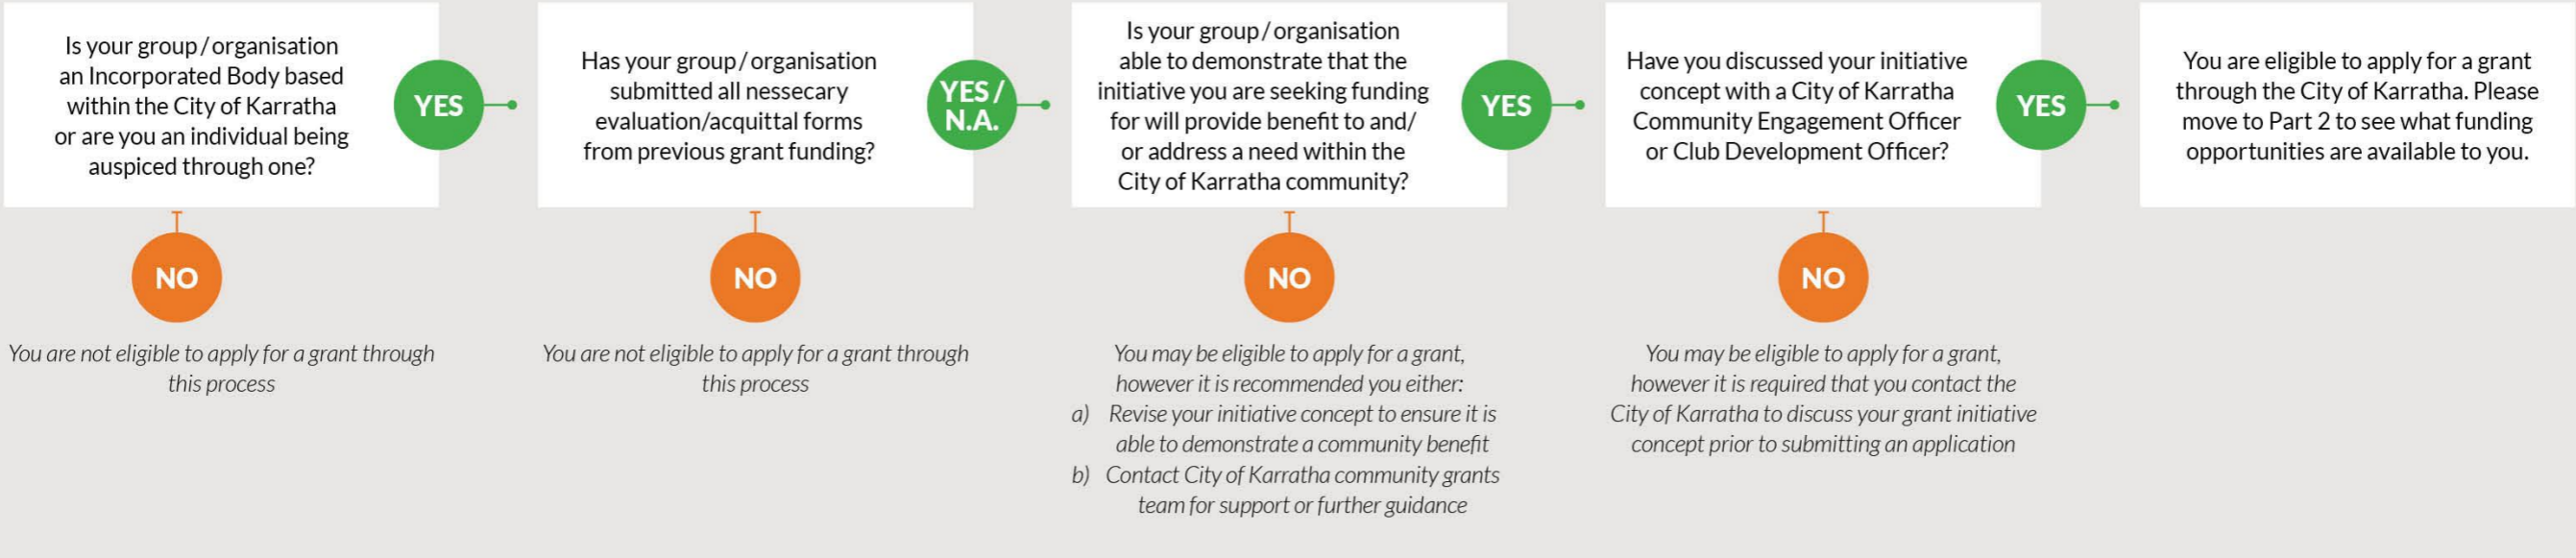 Is your group/organisation
an Incorporated Body based
within the City of Karratha
or are you an individual being
auspiced through one?
YES
NO
You are not eligible to apply for a grant through
this process
Has your group/organisation
submitted all nessecary
evaluation/acquittal forms
from previous grant funding?
YES /
N.A.
NO
You are not eligible to apply for a grant through
this process
Is your group/organisation
able to demonstrate that the
initiative you are seeking funding
for will provide benefit to and/
or address a need within the
City of Karratha community?
YES
NO
You may be eligible to apply for a grant,
however it is recommended you either:
a) Revise your initiative concept to ensure it is
able to demonstrate a community benefit
b) Contact City of Karratha community grants
team for support or further guidance
Have you discussed your initiative
concept with a City of Karratha
Community Engagement Officer
or Club Development Officer?
YES
NO
You may be eligible to apply for a grant,
however it is required that you contact the
City of Karratha to discuss your grant initiative
concept prior to submitting an application
You are eligible to apply for a grant
through the City of Karratha. Please
move to Part 2 to see what funding
opportunities are available to you.